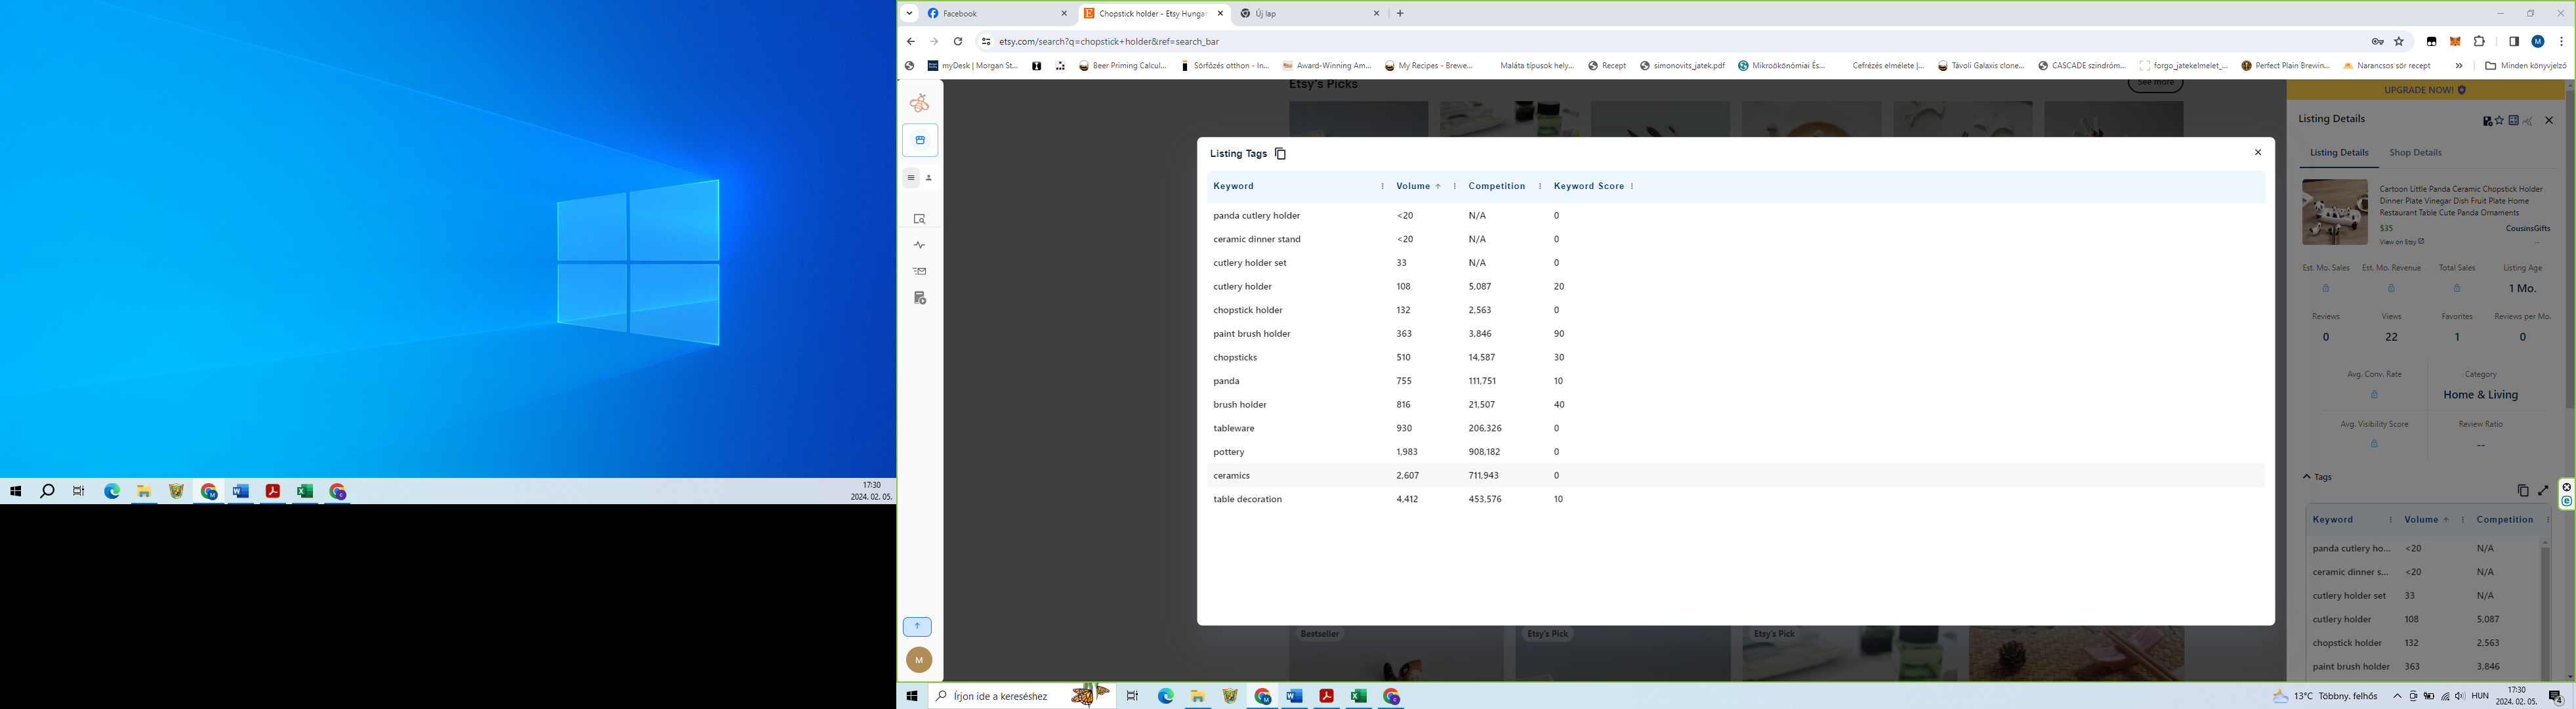 17:30
2024. 02. 05.
Facebook
Chopstick holder - Etsy Hungar
Új lap
etsy.com/search?q=chopstick+holder&ref=search_bar
myDesk | Morgan St...
Beer Priming Calcul...
Sörfőzés otthon - In...
Award-Winning Am...
My Recipes - Brewe...
Maláta típusok hely...
Recept
simonovits_jatek.pdf
Mikroökonómiai És...
Cefrézés elmélete |...
Távoli Galaxis clone...
CASCADE szindróm...
forgo_jatekelmelet_...
Perfect Plain Brewin...
Narancsos sör recept
Minden könyvjelző
Etsy's Picks
See more
UPGRADE NOW!
Listing Tags
Keyword Volume Competition Keyword Score
panda cutlery holder <20 N/A 0
ceramic dinner stand <20 N/A 0
cutlery holder set 33 N/A 0
cutlery holder 108 5,087 20
chopstick holder 132 2,563 0
paint brush holder 363 3,846 90
chopsticks 510 14,587 30
panda 755 111,751 10
brush holder 816 21,507 40
tableware 930 206,326 0
pottery 1,983 908,182 0
ceramics 2,607 711,943 0
table decoration 4,412 453,576 10
Bestseller
Etsy's Pick
Etsy's Pick
Listing Details
Listing Details Shop Details
Cartoon Little Panda Ceramic Chopstick Holder
Dinner Plate Vinegar Dish Fruit Plate Home
Restaurant Table Cute Panda Ornaments
$35 CousinsGifts
View on Etsy --
Est. Mo. Sales Est. Mo. Revenue Total Sales Listing Age
1 Mo.
Reviews Views Favorites Reviews per Mo.
0 22 1 0
Avg. Conv. Rate Category
Home & Living
Avg. Visibility Score Review Ratio
--
Tags
Keyword Volume Competition
panda cutlery ho... <20 N/A
ceramic dinner s... <20 N/A
cutlery holder set 33 N/A
cutlery holder 108 5,087
chopstick holder 132 2,563
paint brush holder 363 3,846
M
Írjon ide a kereséshez
13°C Többny. felhős
HUN
17:30
2024. 02. 05.
4